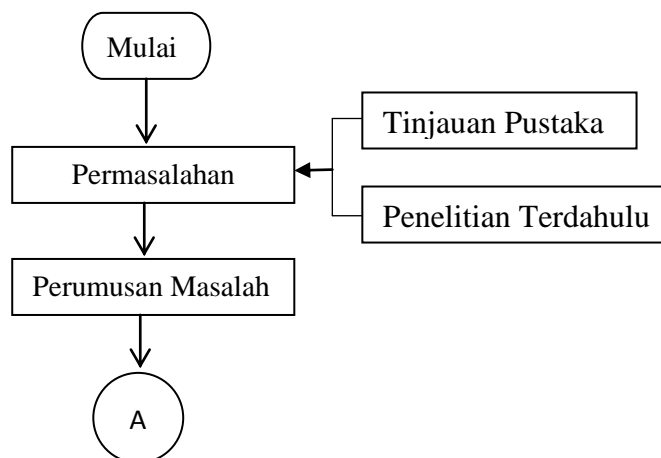 Mulai
Tinjauan Pustaka
Permasalahan
Penelitian Terdahulu
Perumusan Masalah
A